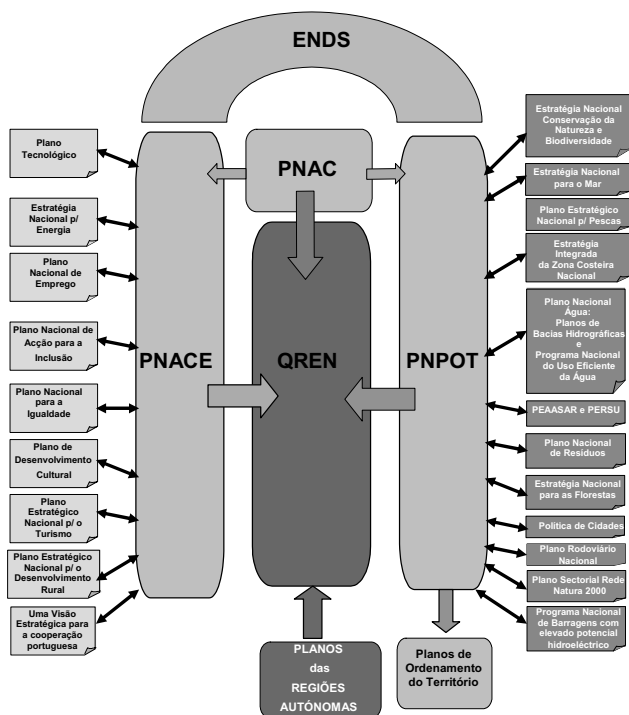 ENDS
Plano
Tecnológico
Estratégia
Nacional p/
Energia
Plano
Nacional de
Emprego
Plano Nacional de
Acção para a
Inclusão
Plano Nacional
para a
Igualdade
Plano de
Desenvolvimento
Cultural
Plano
Estratégico
Nacional p/ o
Turismo
Plano Estratégico
Nacional p/ o
Desenvolvimento
Rural
Uma Visão
Estratégica para
a cooperação
portuguesa
PNACE
PNAC
QREN
PNPOT
PLANOS
das
REGIÕES
AUTÓNOMAS
Planos de
Ordenamento
do Território
Estratégia Nacional
Conservação da
Natureza e
Biodiversidade
Estratégia Nacional
para o Mar
Plano Estratégico
Nacional p/ Pescas
Estratégia
Integrada
da Zona Costeira
Nacional
Plano Nacional
Água:
Planos de
Bacias Hidrográficas
e
Programa Nacional
do Uso Eficiente
da Água
PEAASAR e PERSU
Plano Nacional
de Resíduos
Estratégia Nacional
para as Florestas
Politica de Cidades
Plano Rodoviário
Nacional
Plano Sectorial Rede
Natura 2000
Programa Nacional
de Barragens com
elevado potencial
hidroeléctrico